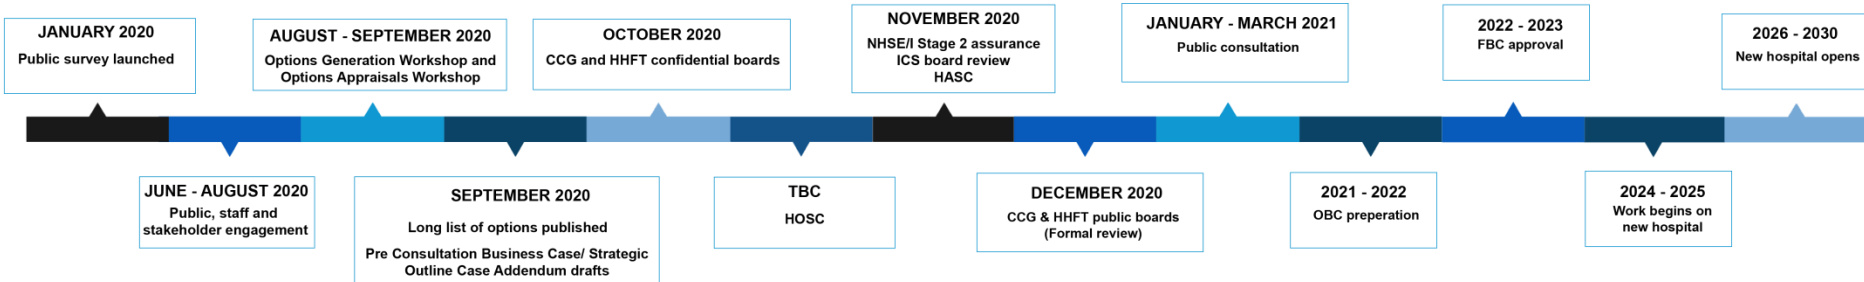 JANUARY 2020
Public survey launched
JUNE - AUGUST 2020
Public, staff and
stakeholder engagement
AUGUST - SEPTEMBER 2020
Options Generation Workshop and
Options Appraisals Workshop
SEPTEMBER 2020
Long list of options published
Pre Consultation Business Case/ Strategic
Outline Case Addendum drafts
OCTOBER 2020
CCG and HHFT confidential boards
TBC
HOSC
NOVEMBER 2020
NHSE/I Stage 2 assurance
ICS board review
HASC
DECEMBER 2020
CCG & HHFT public boards
(Formal review)
JANUARY - MARCH 2021
Public consultation
2021 - 2022
OBC preperation
2022 - 2023
FBC approval
2024 - 2025
Work begins on
new hospital
2026 - 2030
New hospital opens